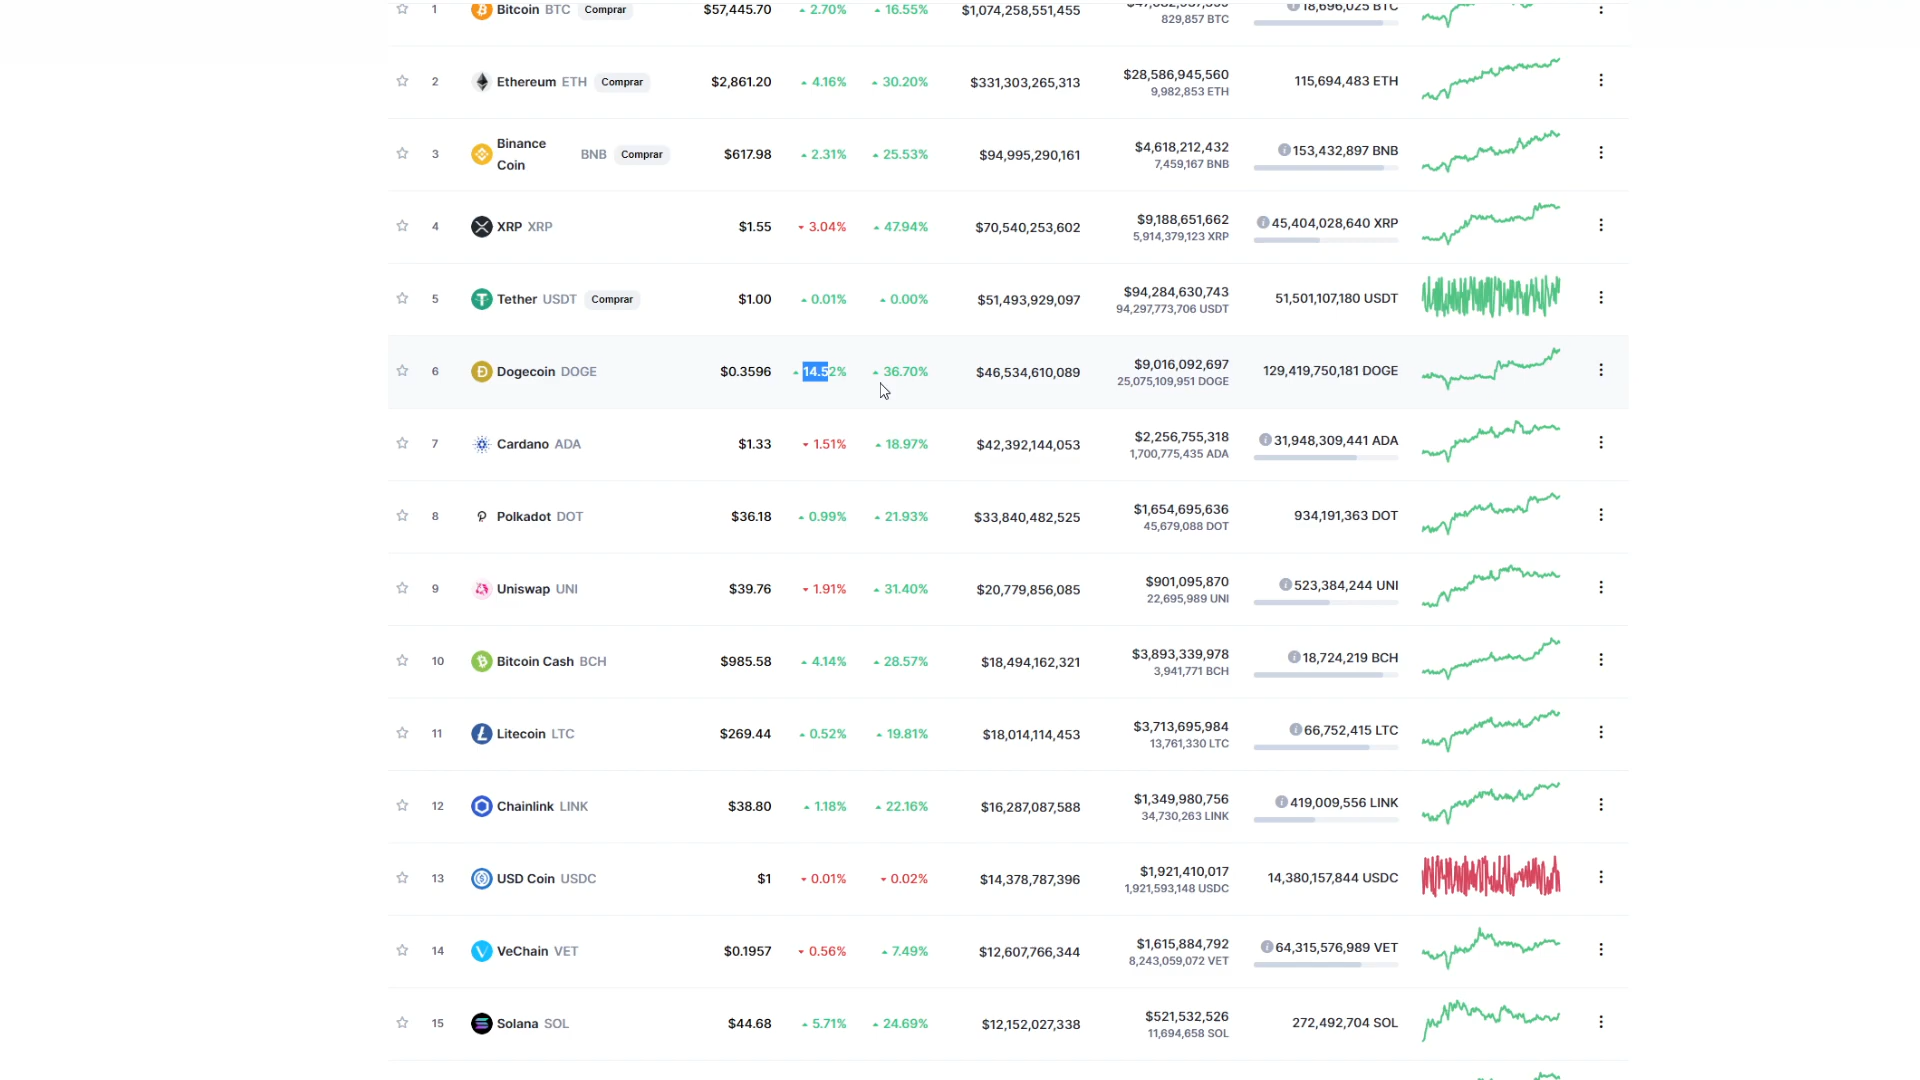 1 Bitcoin BTC Comprar $57,445.70 2.70% 16.55% $1,074,258,551,455 18,696,025 BTC
829,857 BTC
2 Ethereum ETH Comprar $2,861.20 4.16% 30.20% $331,303,265,313 $28,586,945,560 115,694,483 ETH
9,982,853 ETH
3 Binance Coin BNB Comprar $617.98 2.31% 25.53% $94,995,290,161 $4,618,212,432 153,432,897 BNB
7,459,167 BNB
4 XRP XRP $1.55 3.04% 47.94% $70,540,253,602 $9,188,651,662 45,404,028,640 XRP
5,914,379,123 XRP
5 Tether USDT Comprar $1.00 0.01% 0.00% $51,493,929,097 $94,284,630,743 51,501,107,180 USDT
94,297,773,706 USDT
6 Dogecoin DOGE $0.3596 14.52% 36.70% $46,534,610,089 $9,016,092,697 129,419,750,181 DOGE
25,075,109,951 DOGE
7 Cardano ADA $1.33 1.51% 18.97% $42,392,144,053 $2,256,755,318 31,948,309,441 ADA
1,700,775,435 ADA
8 Polkadot DOT $36.18 0.99% 21.93% $33,840,482,525 $1,654,695,636 934,191,363 DOT
45,679,088 DOT
9 Uniswap UNI $39.76 1.91% 31.40% $20,779,856,085 $901,095,870 523,384,244 UNI
22,695,989 UNI
10 Bitcoin Cash BCH $985.58 4.14% 28.57% $18,494,162,321 $3,893,339,978 18,724,219 BCH
3,941,771 BCH
11 Litecoin LTC $269.44 0.52% 19.81% $18,014,114,453 $3,713,695,984 66,752,415 LTC
13,761,330 LTC
12 Chainlink LINK $38.80 1.18% 22.16% $16,287,087,588 $1,349,980,756 419,009,556 LINK
34,730,263 LINK
13 USD Coin USDC $1 0.01% 0.02% $14,378,787,396 $1,921,410,017 14,380,157,844 USDC
1,921,593,148 USDC
14 VeChain VET $0.1957 0.56% 7.49% $12,607,766,344 $1,615,884,792 64,315,576,989 VET
8,243,059,072 VET
15 Solana SOL $44.68 5.71% 24.69% $12,152,027,338 $521,532,526 272,492,704 SOL
11,694,658 SOL